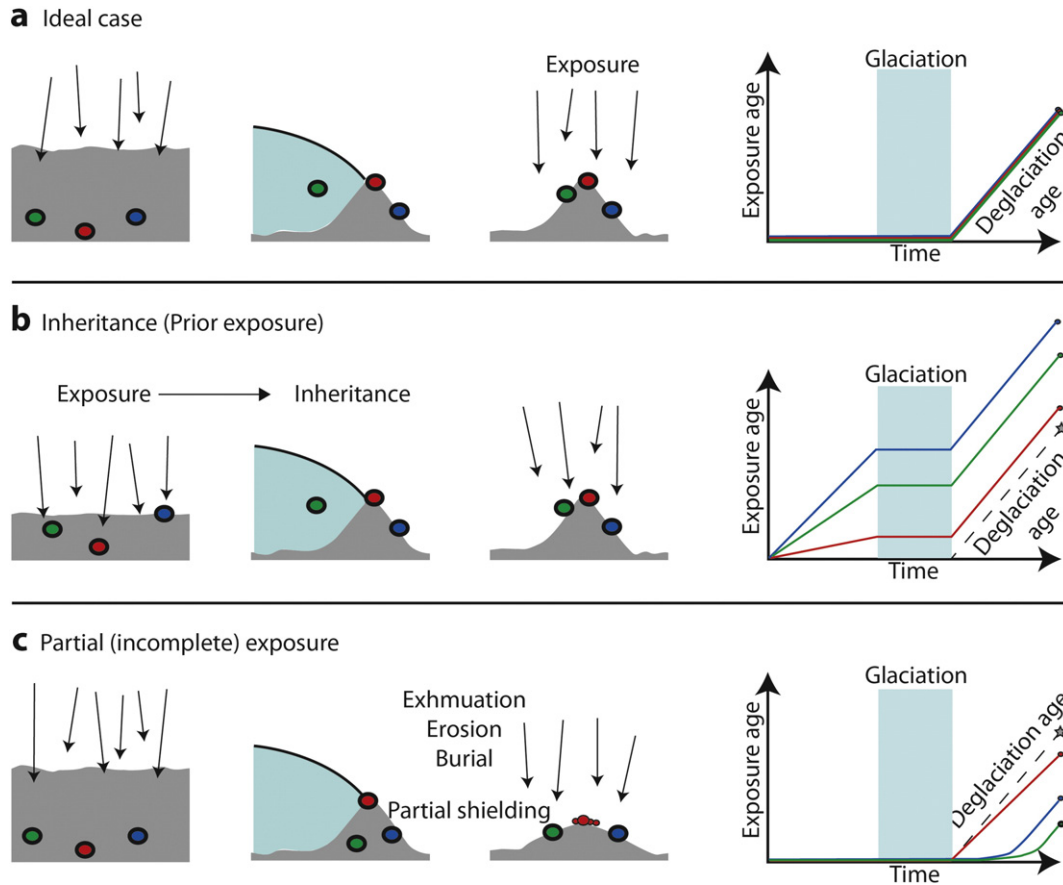 a Ideal case
Exposure
Glaciation
Exposure age
Deglaciation
age
Time
b Inheritance (Prior exposure)
Exposure
Inheritance
Glaciation
Exposure age
Deglaciation
age
Time
c Partial (incomplete) exposure
Exhmuation
Erosion
Burial
Partial shielding
Glaciation
Exposure age
Deglaciation age
Time